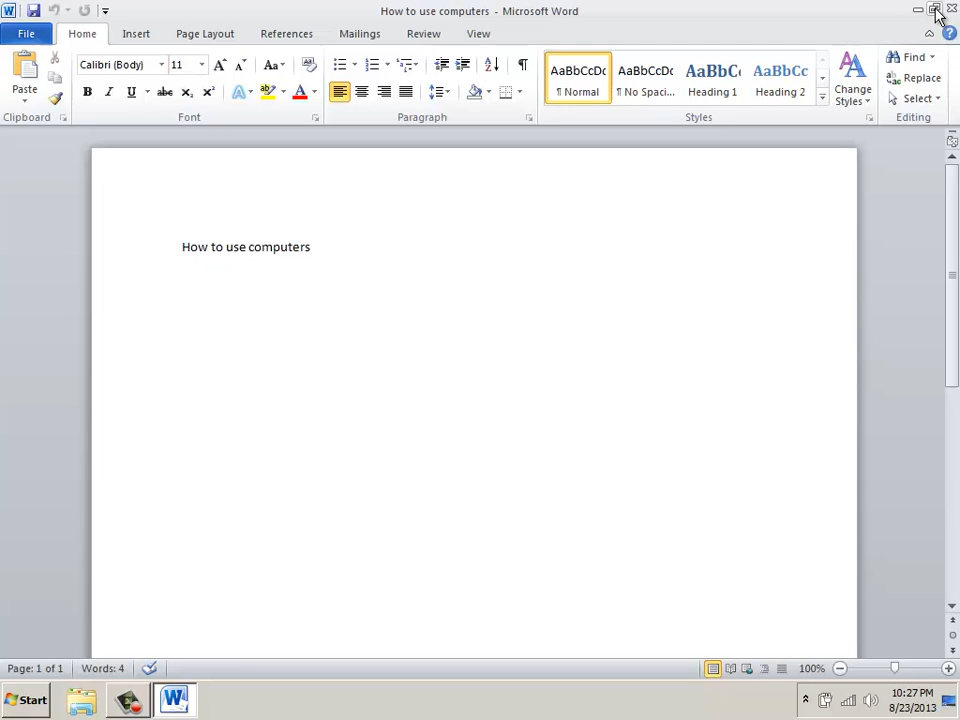 How to use computers - Microsoft Word
File Home Insert Page Layout References Mailings Review View
Paste
Clipboard
Calibri (Body) 11
Font
Paragraph
AaBbCcDc AaBbCcDc AaBbCc AaBbCc
¶ Normal ¶ No Spaci... Heading 1 Heading 2
Change Styles
Styles
Find
Replace
Select
Editing
How to use computers
Page: 1 of 1 Words: 4 100%
Start
10:27 PM
8/23/2013